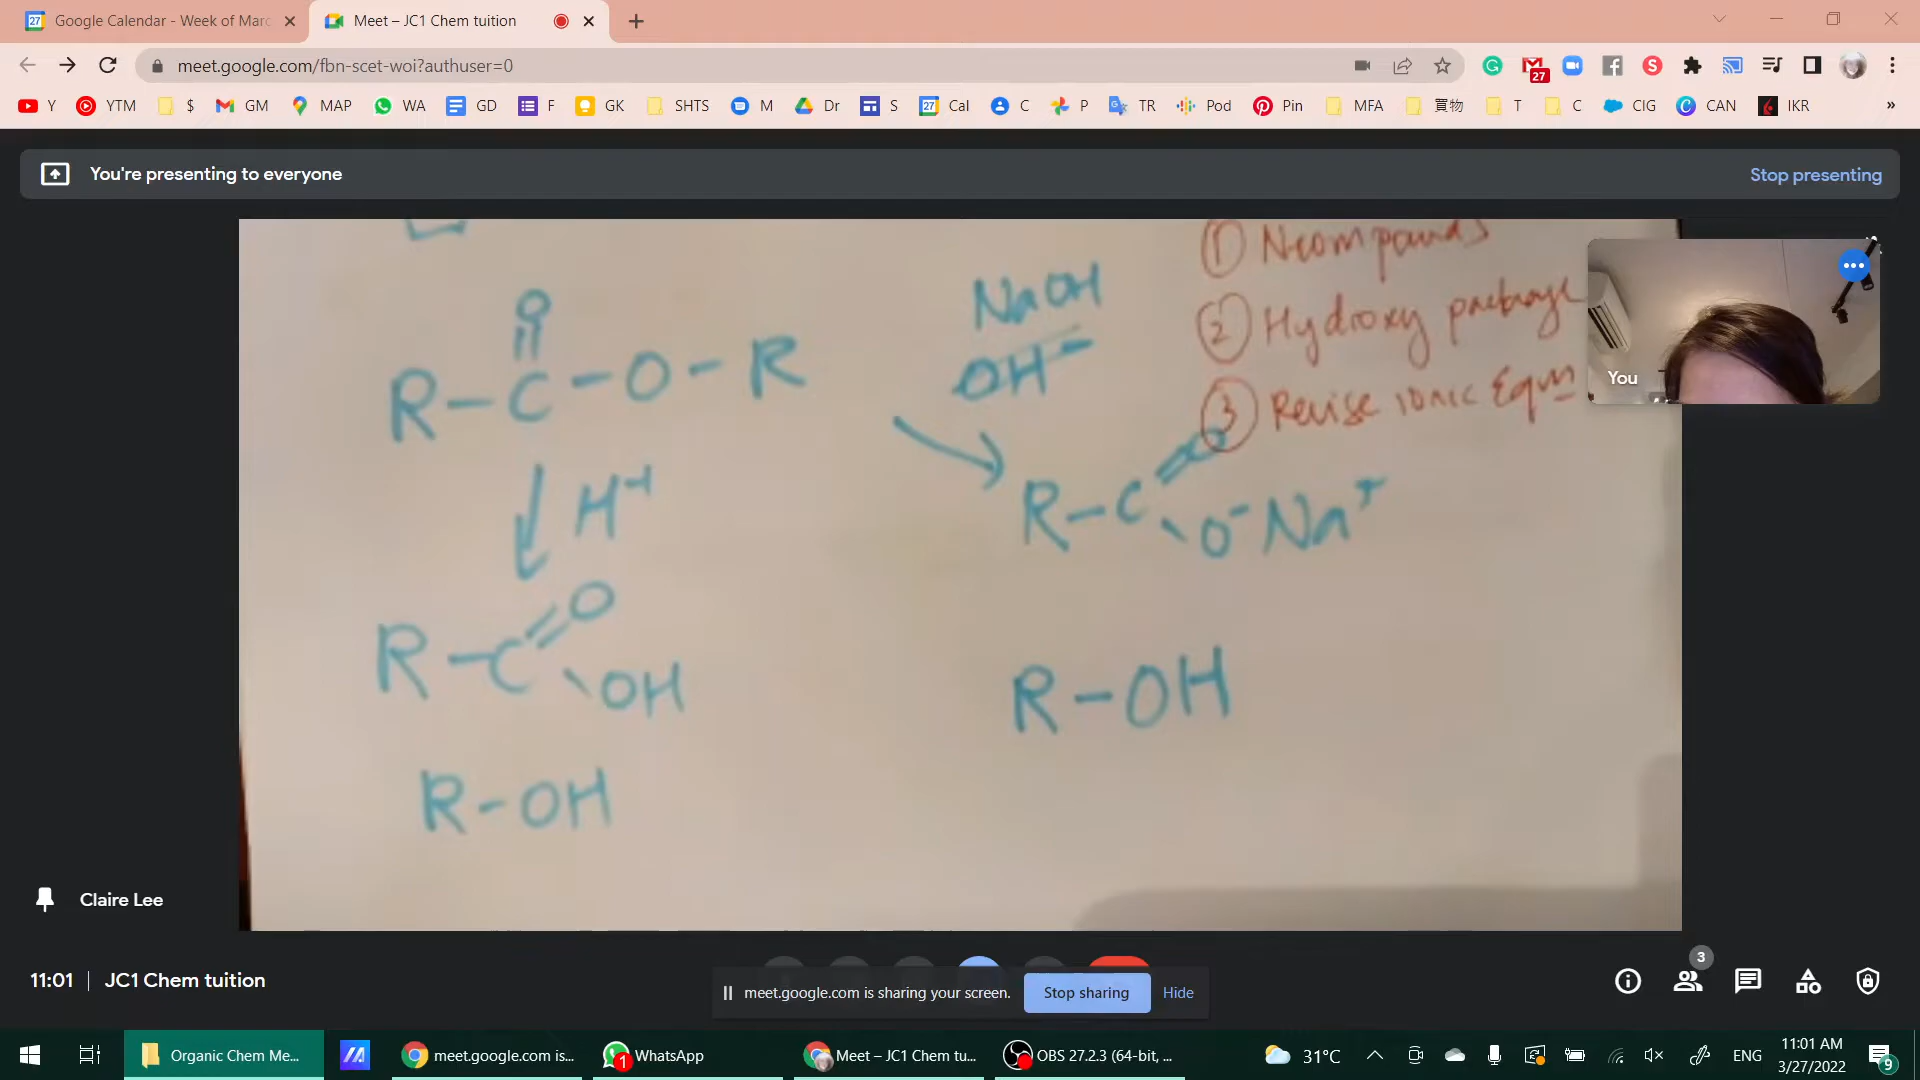 Google Calendar - Week of Marc
Meet – JC1 Chem tuition
meet.google.com/fbn-scet-woi?authuser=0
27
Y YTM $ GM MAP WA GD F GK SHTS M Dr S Cal C P TR Pod Pin MFA 買物 T C CIG CAN IKR »
You're presenting to everyone
Stop presenting
① N compounds
② Hydroxy package
③ Revise ionic Eqm
You
O
R-C-O-R
NaOH
OH-
H+
O
R-C
O- Na+
O
R-C
OH
R-OH
R-OH
Claire Lee
11:01 | JC1 Chem tuition
3
meet.google.com is sharing your screen. Stop sharing Hide
Organic Chem Me...
meet.google.com is...
1 WhatsApp
Meet – JC1 Chem tu...
OBS 27.2.3 (64-bit, ...
31°C
ENG
11:01 AM
3/27/2022
9